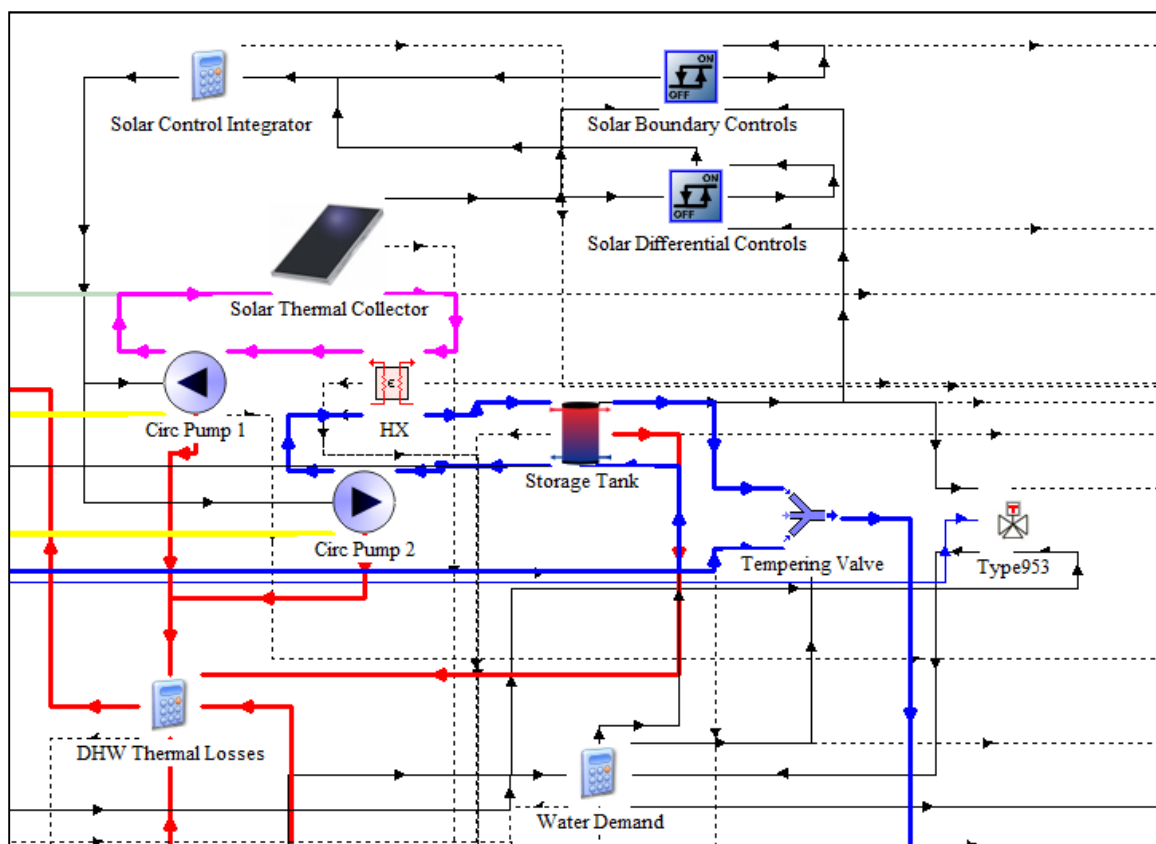 ON
OFF
Solar Control Integrator
Solar Boundary Controls
ON
OFF
Solar Differential Controls
Solar Thermal Collector
ε
Circ Pump 1
HX
Storage Tank
Circ Pump 2
T
Tempering Valve
Type953
DHW Thermal Losses
Water Demand